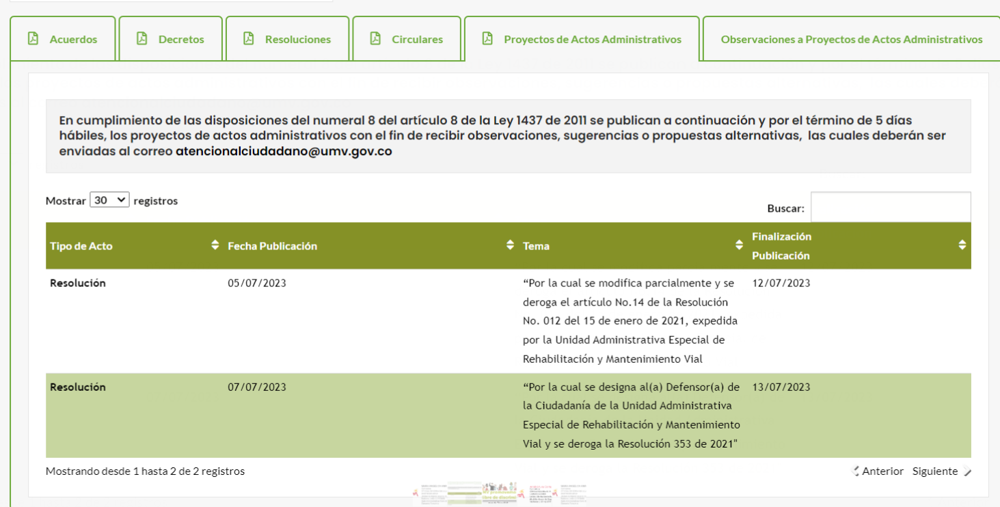 Acuerdos
Decretos
Resoluciones
Circulares
Proyectos de Actos Administrativos
Observaciones a Proyectos de Actos Administrativos
En cumplimiento de las disposiciones del numeral 8 del artículo 8 de la Ley 1437 de 2011 se publican a continuación y por el término de 5 días
hábiles, los proyectos de actos administrativos con el fin de recibir observaciones, sugerencias o propuestas alternativas, las cuales deberán ser
enviadas al correo atencionalciudadano@umv.gov.co
Mostrar 30 registros
Buscar:
Tipo de Acto
Fecha Publicación
Tema
Finalización
Publicación
Resolución
05/07/2023
“Por la cual se modifica parcialmente y se
deroga el artículo No.14 de la Resolución
No. 012 del 15 de enero de 2021, expedida
por la Unidad Administrativa Especial de
Rehabilitación y Mantenimiento Vial
12/07/2023
Resolución
07/07/2023
“Por la cual se designa al(a) Defensor(a) de
la Ciudadanía de la Unidad Administrativa
Especial de Rehabilitación y Mantenimiento
Vial y se deroga la Resolución 353 de 2021"
13/07/2023
Mostrando desde 1 hasta 2 de 2 registros
Anterior
Siguiente